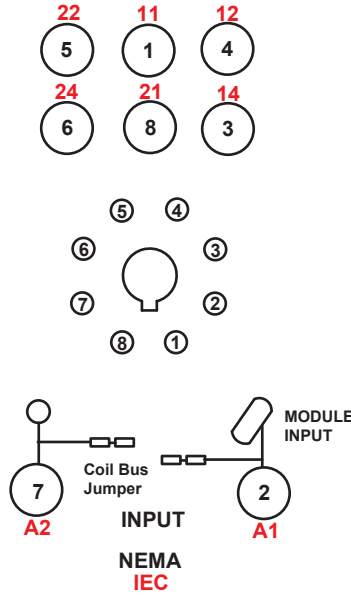 22 11 12
5 1 4
24 21 14
6 8 3
5 4
6 3
7 2
8 1
MODULE
INPUT
Coil Bus
Jumper
7 2
A2 A1
INPUT
NEMA
IEC